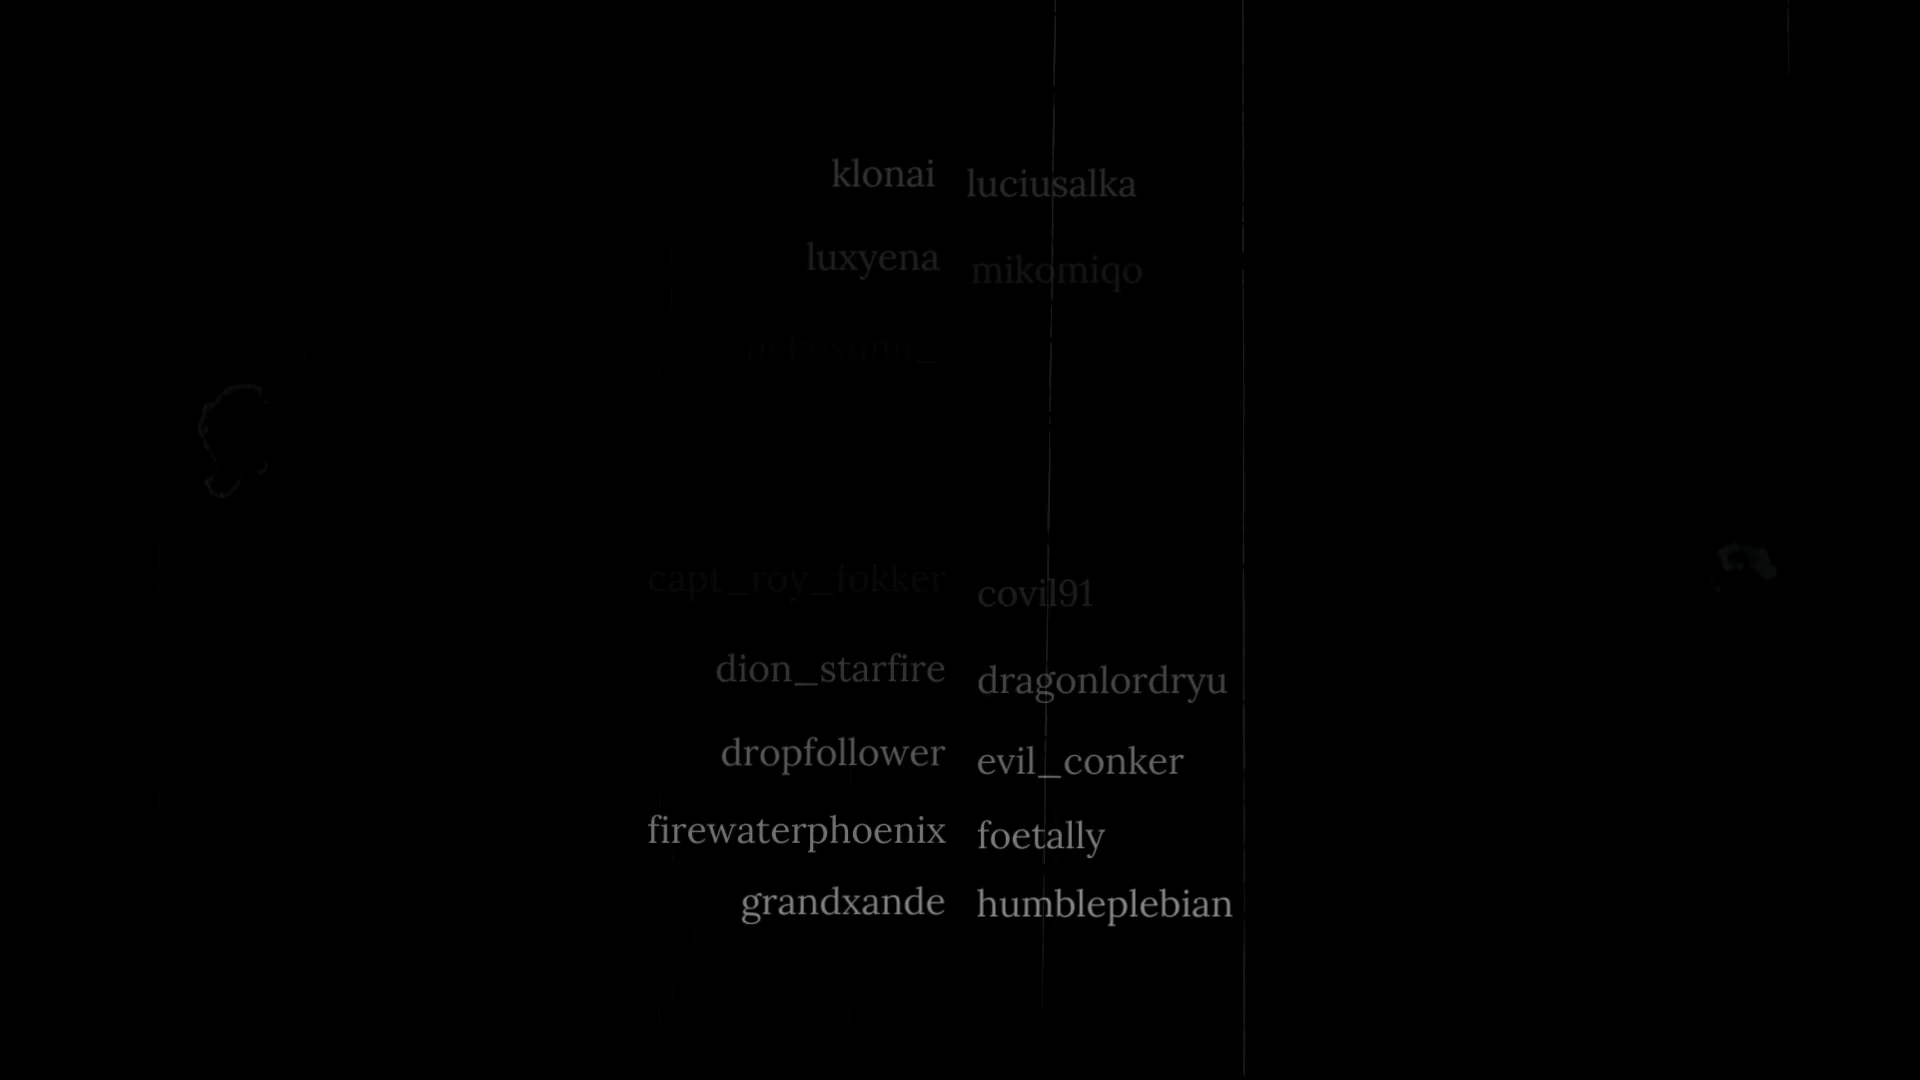 klonai luciusalka
luxyena mikomiqo
capt_roy_fokker covil91
dion_starfire dragonlordryu
dropfollower evil_conker
firewaterphoenix foetally
grandxande humbleplebian